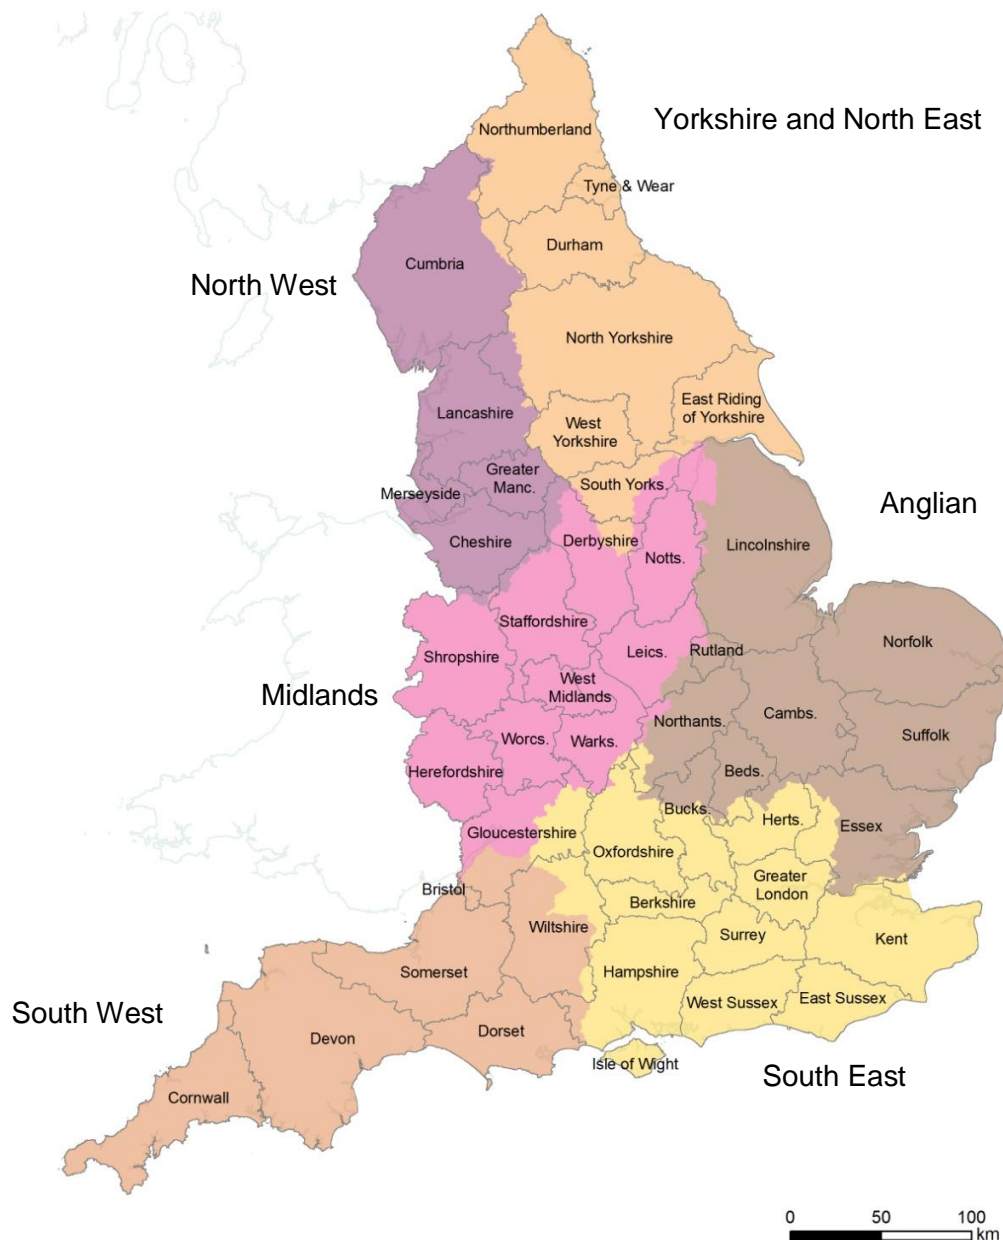 Yorkshire and North East
Northumberland
Tyne & Wear
Durham
Cumbria
North West
North Yorkshire
East Riding
of Yorkshire
Lancashire
West
Yorkshire
Greater
Manc.
South Yorks.
Merseyside
Anglian
Cheshire
Derbyshire
Lincolnshire
Notts.
Staffordshire
Norfolk
Shropshire
Leics.
Rutland
West
Midlands
Midlands
Northants.
Cambs.
Suffolk
Worcs.
Warks.
Herefordshire
Beds.
Bucks.
Herts.
Essex
Gloucestershire
Oxfordshire
Greater
London
Bristol
Berkshire
Wiltshire
Surrey
Kent
Somerset
Hampshire
West Sussex
East Sussex
South West
Devon
Dorset
Isle of Wight
South East
Cornwall
0 50 100
km